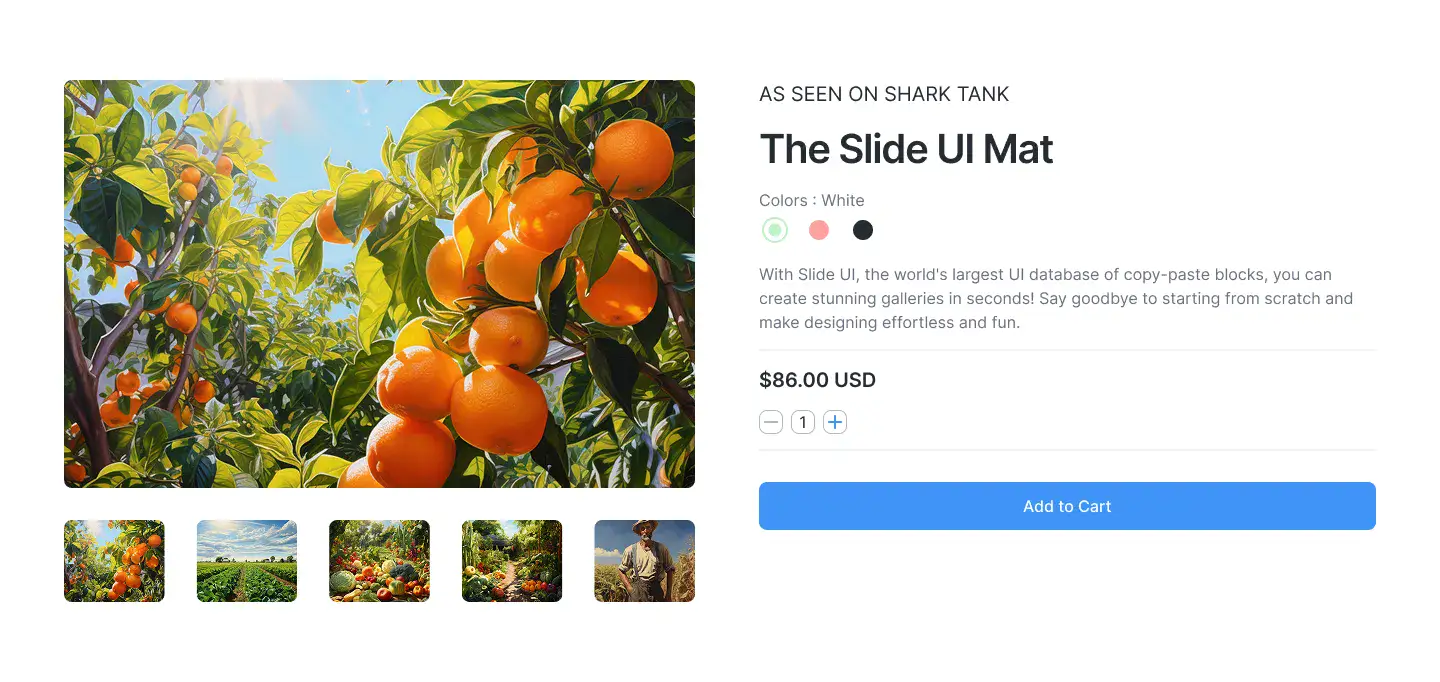 AS SEEN ON SHARK TANK
The Slide UI Mat
Colors : White
With Slide UI, the world's largest UI database of copy-paste blocks, you can
create stunning galleries in seconds! Say goodbye to starting from scratch and
make designing effortless and fun.
$86.00 USD
1
Add to Cart